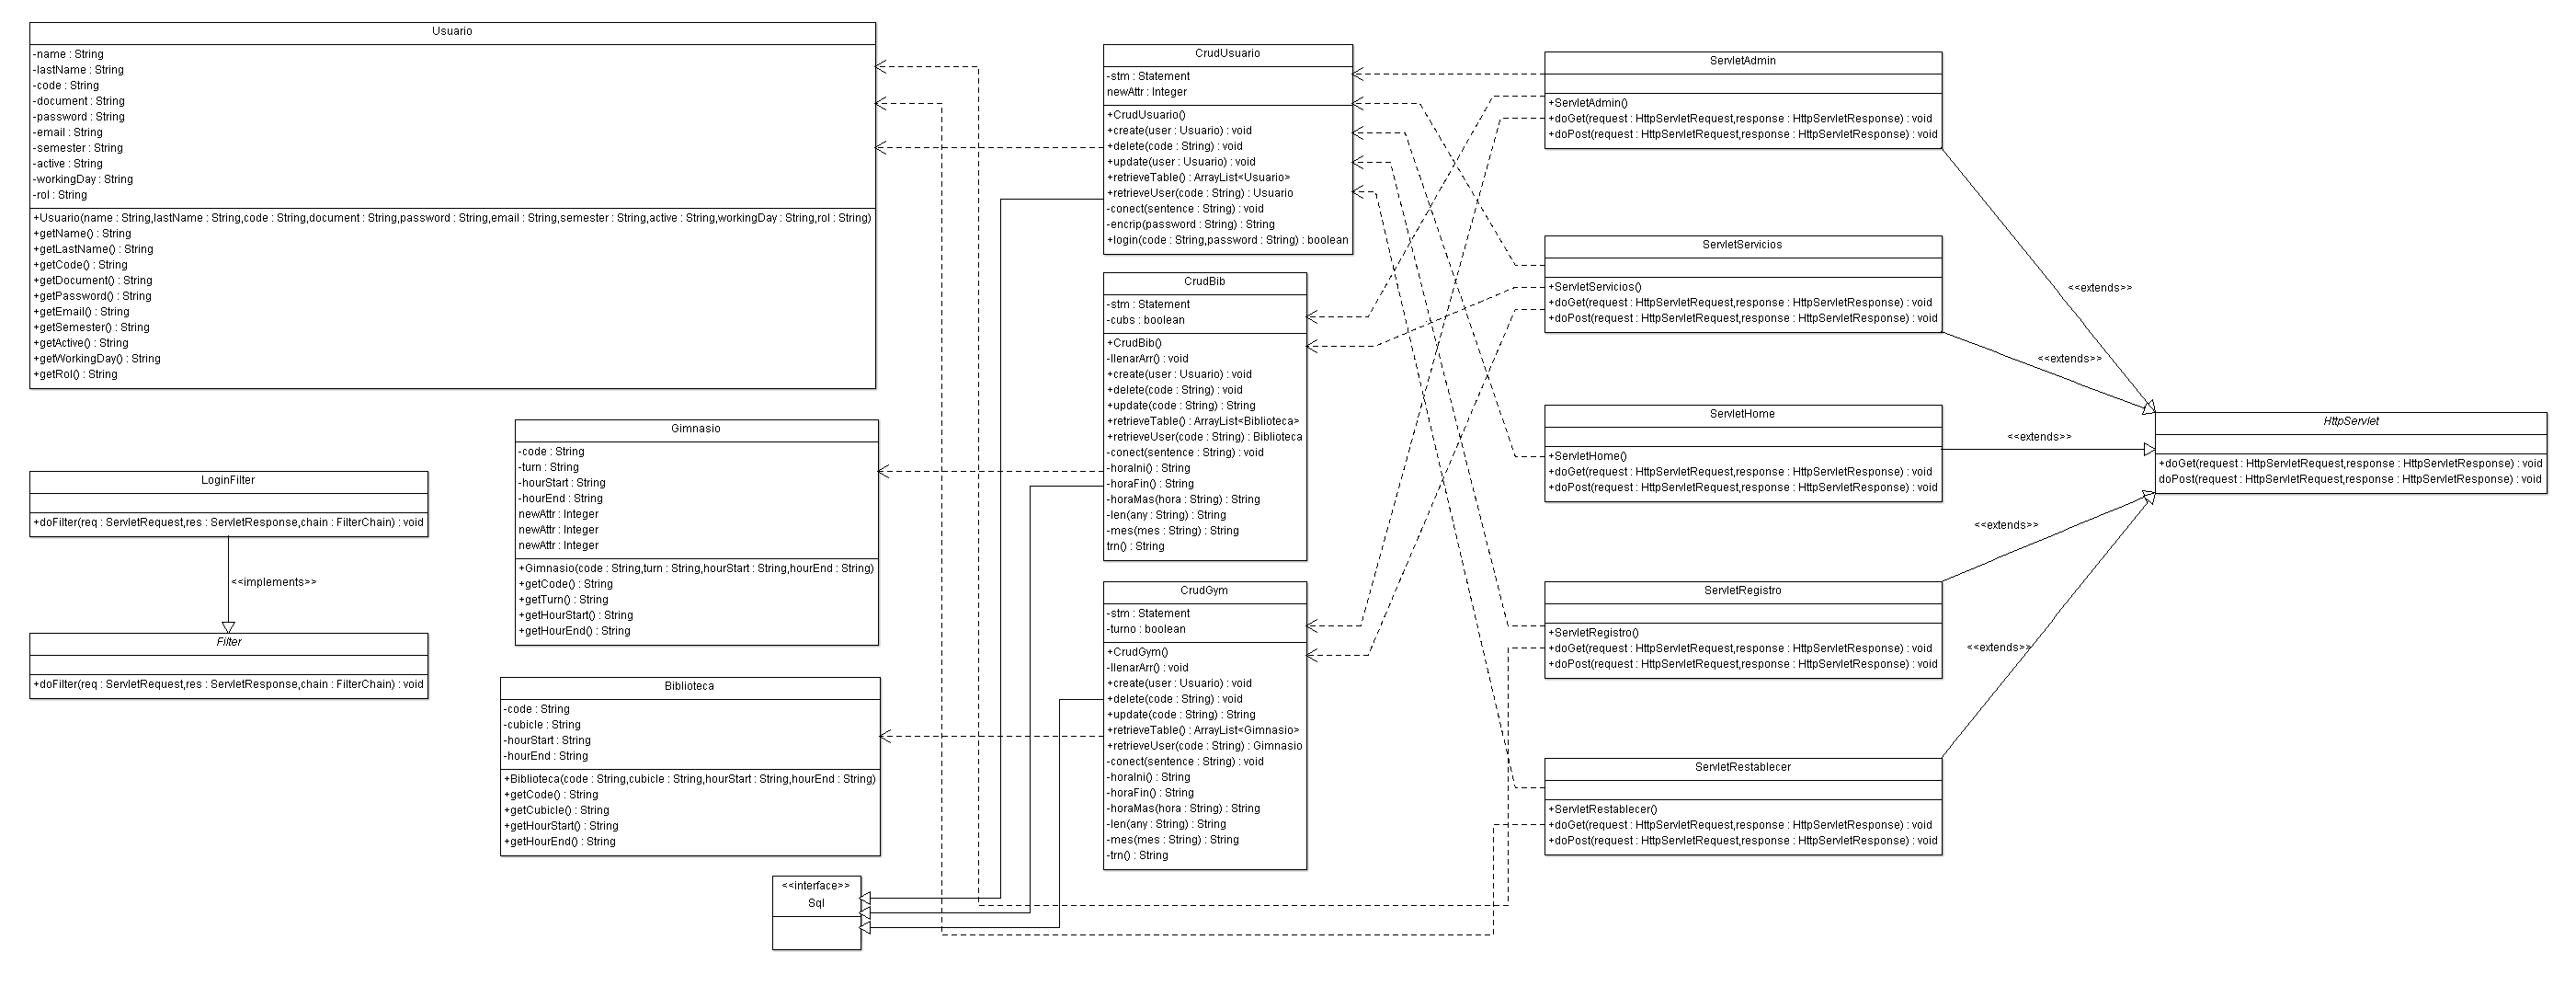 Usuario
-name : String
-lastName : String
-code : String
-document : String
-password : String
-email : String
-semester : String
-active : String
-workingDay : String
-rol : String
+Usuario(name : String,lastName : String,code : String,document : String,password : String,email : String,semester : String,active : String,workingDay : String,rol : String)
+getName() : String
+getLastName() : String
+getCode() : String
+getDocument() : String
+getPassword() : String
+getEmail() : String
+getSemester() : String
+getActive() : String
+getWorkingDay() : String
+getRol() : String
LoginFilter
+doFilter(req : ServletRequest,res : ServletResponse,chain : FilterChain) : void
<<implements>>
Filter
+doFilter(req : ServletRequest,res : ServletResponse,chain : FilterChain) : void
Gimnasio
-code : String
-turn : String
-hourStart : String
-hourEnd : String
newAttr : Integer
newAttr : Integer
newAttr : Integer
+Gimnasio(code : String,turn : String,hourStart : String,hourEnd : String)
+getCode() : String
+getTurn() : String
+getHourStart() : String
+getHourEnd() : String
Biblioteca
-code : String
-cubicle : String
-hourStart : String
-hourEnd : String
+Biblioteca(code : String,cubicle : String,hourStart : String,hourEnd : String)
+getCode() : String
+getCubicle() : String
+getHourStart() : String
+getHourEnd() : String
<<interface>>
Sql
CrudUsuario
-stm : Statement
newAttr : Integer
+CrudUsuario()
+create(user : Usuario) : void
+delete(code : String) : void
+update(user : Usuario) : void
+retrieveTable() : ArrayList<Usuario>
+retrieveUser(code : String) : Usuario
-conect(sentence : String) : void
-encrip(password : String) : String
+login(code : String,password : String) : boolean
CrudBib
-stm : Statement
-cubs : boolean
+CrudBib()
-llenarArr() : void
+create(user : Usuario) : void
+delete(code : String) : void
+update(code : String) : String
+retrieveTable() : ArrayList<Biblioteca>
+retrieveUser(code : String) : Biblioteca
-conect(sentence : String) : void
-horaIni() : String
-horaFin() : String
-horaMas(hora : String) : String
-len(any : String) : String
-mes(mes : String) : String
trn() : String
CrudGym
-stm : Statement
-turno : boolean
+CrudGym()
-llenarArr() : void
+create(user : Usuario) : void
+delete(code : String) : void
+update(code : String) : String
+retrieveTable() : ArrayList<Gimnasio>
+retrieveUser(code : String) : Gimnasio
-conect(sentence : String) : void
-horaIni() : String
-horaFin() : String
-horaMas(hora : String) : String
-len(any : String) : String
-mes(mes : String) : String
-trn() : String
ServletAdmin
+ServletAdmin()
+doGet(request : HttpServletRequest,response : HttpServletResponse) : void
+doPost(request : HttpServletRequest,response : HttpServletResponse) : void
ServletServicios
+ServletServicios()
+doGet(request : HttpServletRequest,response : HttpServletResponse) : void
+doPost(request : HttpServletRequest,response : HttpServletResponse) : void
ServletHome
+ServletHome()
+doGet(request : HttpServletRequest,response : HttpServletResponse) : void
+doPost(request : HttpServletRequest,response : HttpServletResponse) : void
ServletRegistro
+ServletRegistro()
+doGet(request : HttpServletRequest,response : HttpServletResponse) : void
+doPost(request : HttpServletRequest,response : HttpServletResponse) : void
ServletRestablecer
+ServletRestablecer()
+doGet(request : HttpServletRequest,response : HttpServletResponse) : void
+doPost(request : HttpServletRequest,response : HttpServletResponse) : void
<<extends>>
<<extends>>
<<extends>>
<<extends>>
<<extends>>
HttpServlet
+doGet(request : HttpServletRequest,response : HttpServletResponse) : void
doPost(request : HttpServletRequest,response : HttpServletResponse) : void